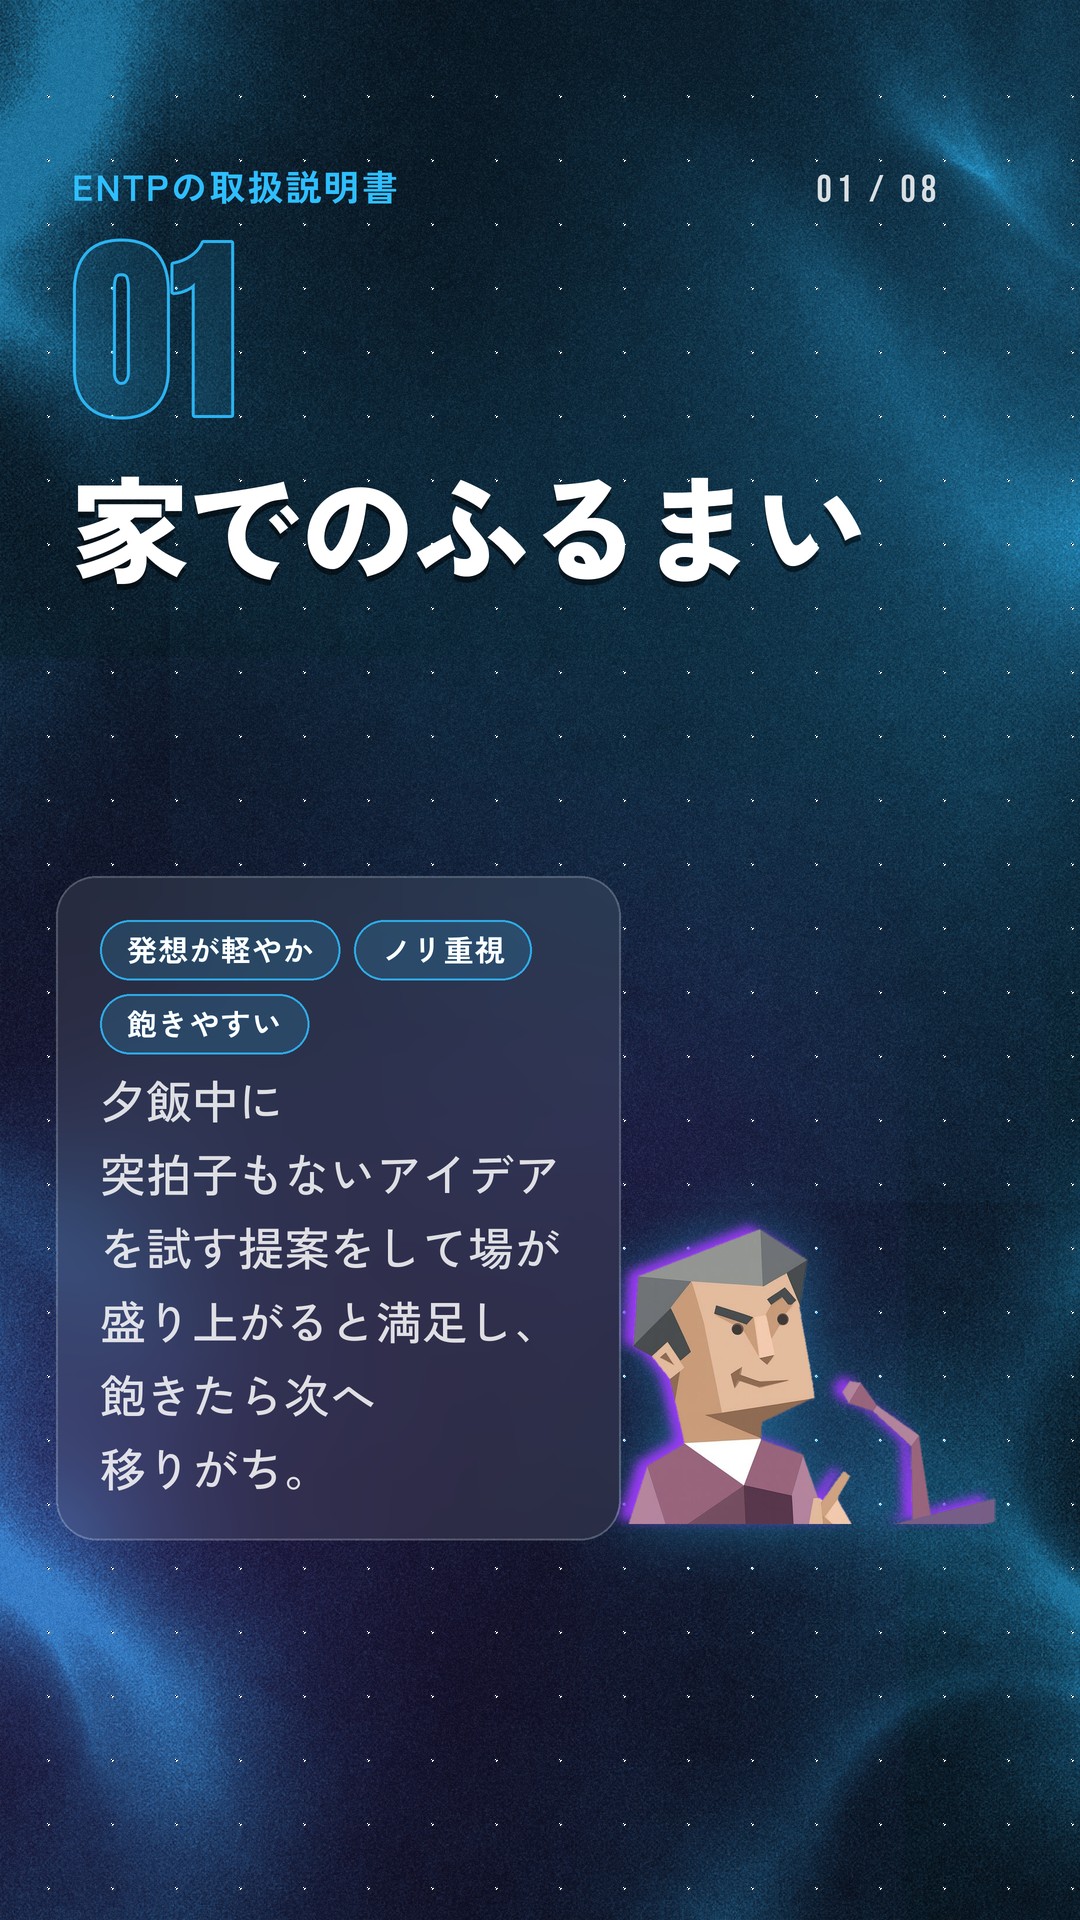 ENTPの取扱説明書
01 / 08
01
家でのふるまい
発想が軽やか
ノリ重視
飽きやすい
夕飯中に
突拍子もないアイデア
を試す提案をして場が
盛り上がると満足し、
飽きたら次へ
移りがち。